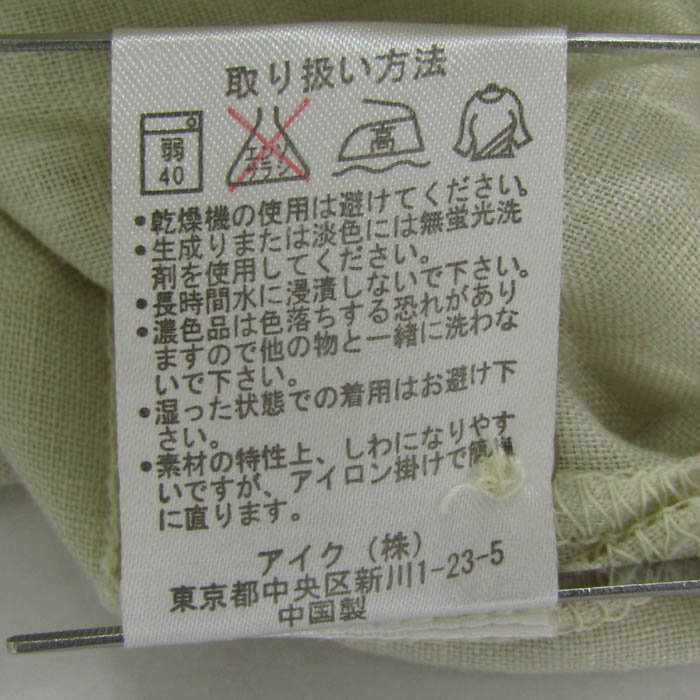 取り扱い方法
弱
40
エンソ
サラシ
高
・乾燥機の使用は避けてください。
・生成りまたは淡色には無蛍光洗
剤を使用してください。
・長時間水に浸漬しないで下さい。
・濃色品は色落ちする恐れがあり
ますので他の物と一緒に洗わな
いで下さい。
・湿った状態での着用はお避け下
さい。
・素材の特性上、しわになりやす
いですが、アイロン掛けで簡単
に直ります。
アイク（株）
東京都中央区新川1-23-5
中国製